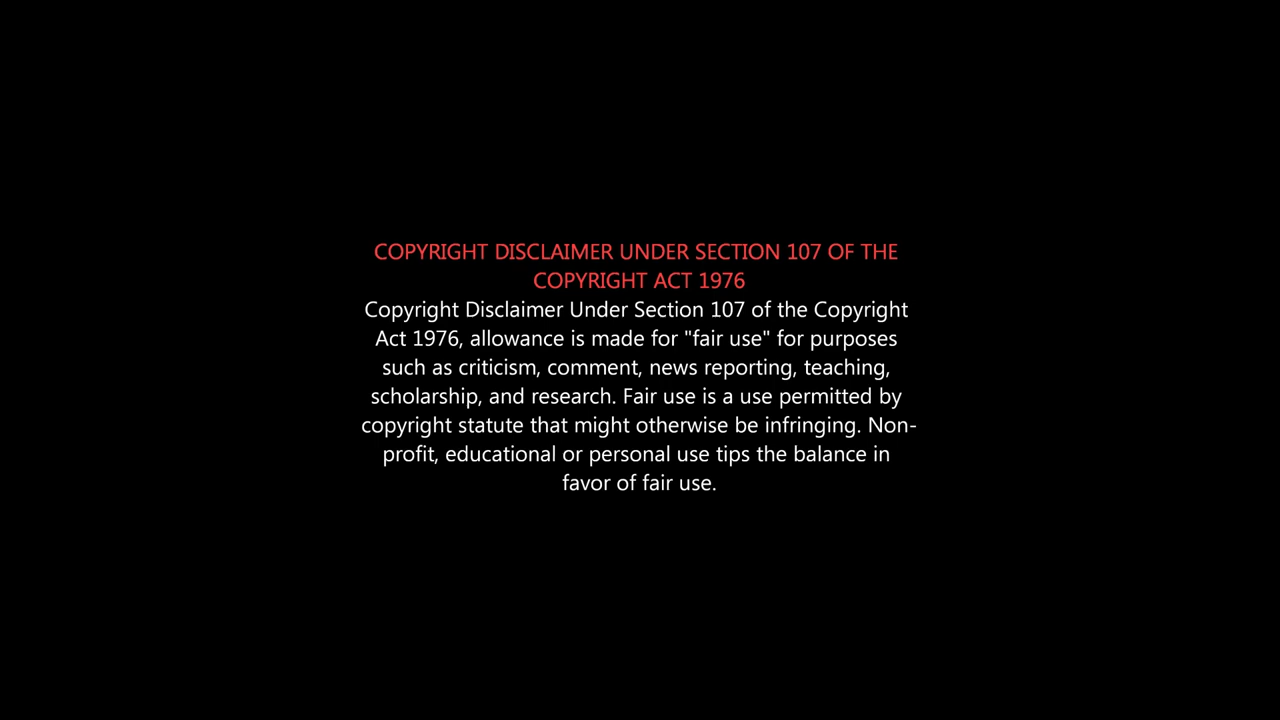 COPYRIGHT DISCLAIMER UNDER SECTION 107 OF THE
COPYRIGHT ACT 1976
Copyright Disclaimer Under Section 107 of the Copyright
Act 1976, allowance is made for "fair use" for purposes
such as criticism, comment, news reporting, teaching,
scholarship, and research. Fair use is a use permitted by
copyright statute that might otherwise be infringing. Non-
profit, educational or personal use tips the balance in
favor of fair use.